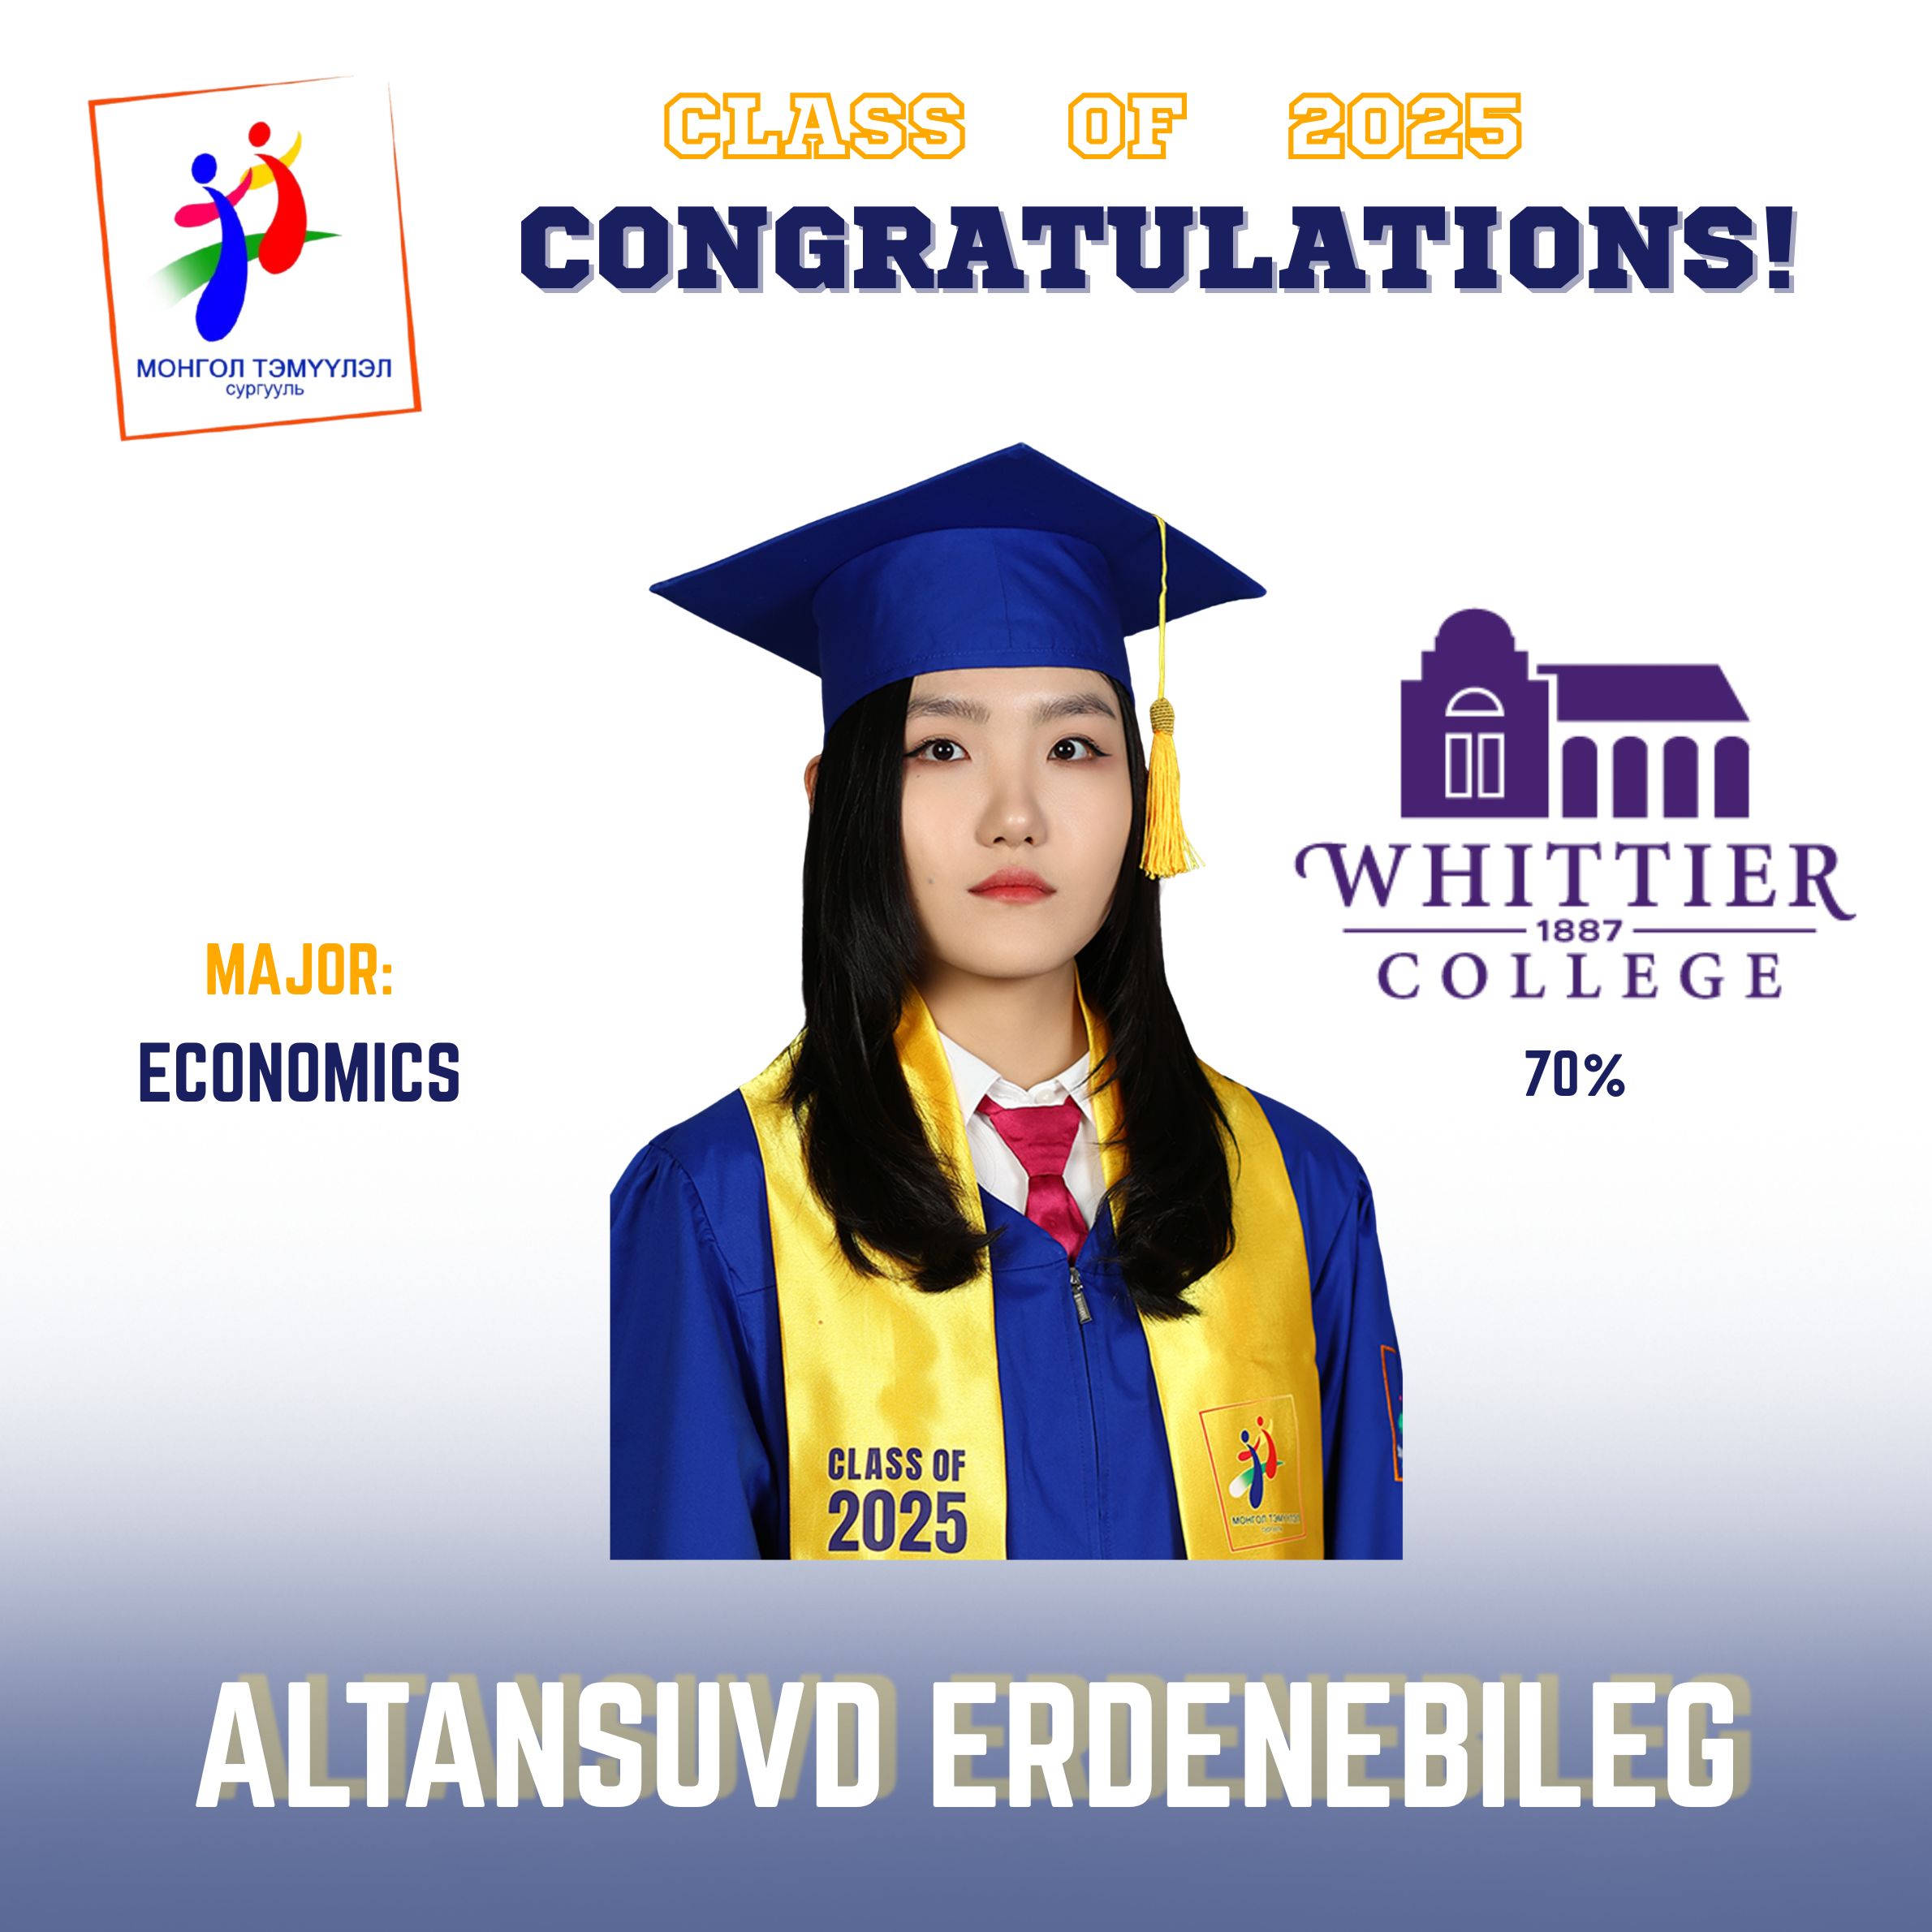 CLASS OF 2025
CONGRATULATIONS!
МОНГОЛ ТЭМҮҮЛЭЛ
сургууль
WHITTIER
1887
COLLEGE
70%
MAJOR:
ECONOMICS
CLASS OF
2025
МОНГОЛ ТЭМҮҮЛЭЛ
сургууль
ALTANSUVD ERDENEBILEG